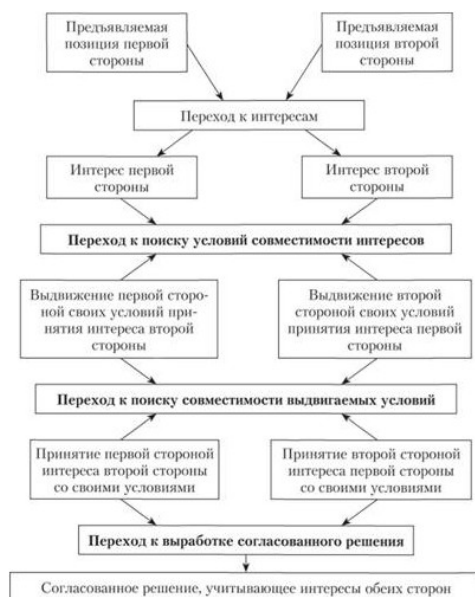 Предъявляемая
позиция первой
стороны
Предъявляемая
позиция второй
стороны
Переход к интересам
Интерес первой
стороны
Интерес второй
стороны
Переход к поиску условий совместимости интересов
Выдвижение первой сторо-
ной своих условий при-
нятия интереса второй
стороны
Выдвижение второй
стороной своих условий
принятия интереса первой
стороны
Переход к поиску совместимости выдвигаемых условий
Принятие первой стороной
интереса второй стороны
со своими условиями
Принятие второй стороной
интереса первой стороны
со своими условиями
Переход к выработке согласованного решения
Согласованное решение, учитывающее интересы обеих сторон